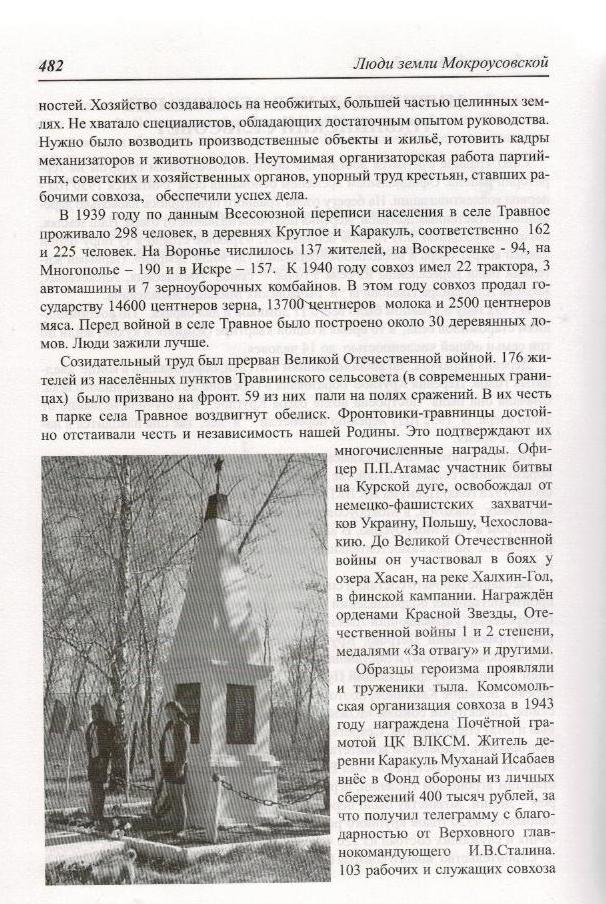 482
Люди земли Мокроусовской
ностей. Хозяйство создавалось на необжитых, большей частью целинных зем-
лях. Не хватало специалистов, обладающих достаточным опытом руководства.
Нужно было возводить производственные объекты и жильё, готовить кадры
механизаторов и животноводов. Неутомимая организаторская работа партий-
ных, советских и хозяйственных органов, упорный труд крестьян, ставших ра-
бочими совхоза, обеспечили успех дела.
В 1939 году по данным Всесоюзной переписи населения в селе Травное
проживало 298 человек, в деревнях Круглое и Каракуль, соответственно 162
и 225 человек. На Воронье числилось 137 жителей, на Воскресенке - 94, на
Многополье – 190 и в Искре – 157. К 1940 году совхоз имел 22 трактора, 3
автомашины и 7 зерноуборочных комбайнов. В этом году совхоз продал го-
сударству 14600 центнеров зерна, 13700 центнеров молока и 2500 центнеров
мяса. Перед войной в селе Травное было построено около 30 деревянных до-
мов. Люди зажили лучше.
Созидательный труд был прерван Великой Отечественной войной. 176 жи-
телей из населённых пунктов Травнинского сельсовета (в современных грани-
цах) было призвано на фронт. 59 из них пали на полях сражений. В их честь
в парке села Травное воздвигнут обелиск. Фронтовики-травнинцы достой-
но отстаивали честь и независимость нашей Родины. Это подтверждают их
многочисленные награды. Офи-
цер П.П.Атамас участник битвы
на Курской дуге, освобождал от
немецко-фашистских захватчи-
ков Украину, Польшу, Чехослова-
кию. До Великой Отечественной
войны он участвовал в боях у
озера Хасан, на реке Халхин-Гол,
в финской кампании. Награждён
орденами Красной Звезды, Оте-
чественной войны 1 и 2 степени,
медалями «За отвагу» и другими.
Образцы героизма проявляли
и труженики тыла. Комсомоль-
ская организация совхоза в 1943
году награждена Почётной гра-
мотой ЦК ВЛКСМ. Житель де-
ревни Каракуль Муханай Исабаев
внёс в Фонд обороны из личных
сбережений 400 тысяч рублей, за
что получил телеграмму с благо-
дарностью от Верховного глав-
нокомандующего И.В.Сталина.
103 рабочих и служащих совхоза